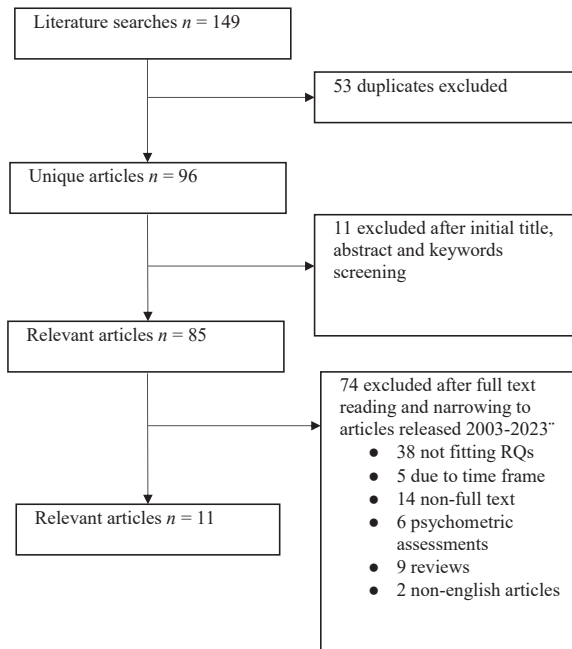 Literature searches n = 149
53 duplicates excluded
Unique articles n = 96
11 excluded after initial title,
abstract and keywords
screening
Relevant articles n = 85
74 excluded after full text
reading and narrowing to
articles released 2003-2023¨
● 38 not fitting RQs
● 5 due to time frame
● 14 non-full text
● 6 psychometric
assessments
● 9 reviews
● 2 non-english articles
Relevant articles n = 11